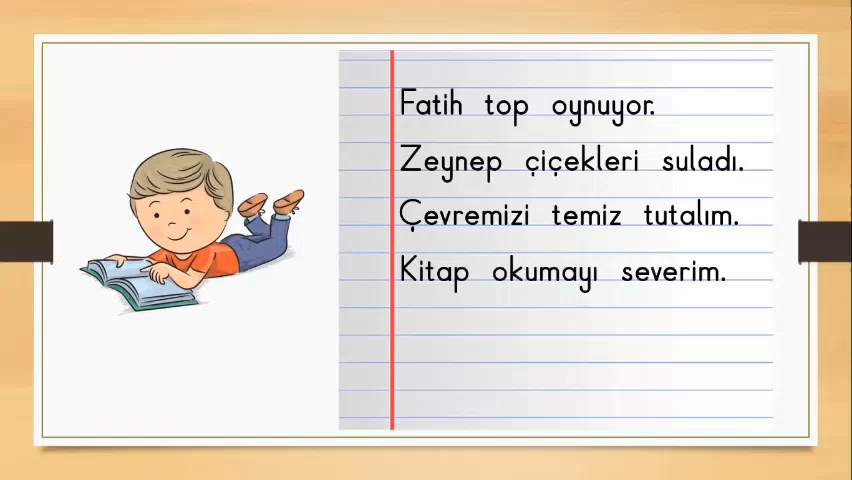 Fatih top oynuyor.
Zeynep çiçekleri suladı.
Çevremizi temiz tutalım.
Kitap okumayı severim.